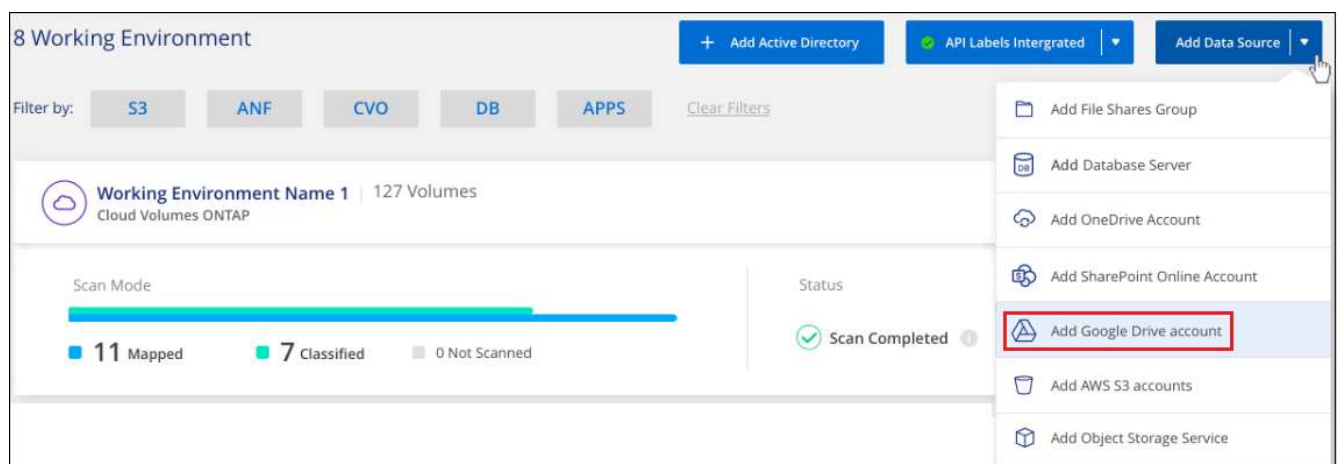 8 Working Environment
+ Add Active Directory
API Labels Intergrated
Add Data Source
Filter by:
S3
ANF
CVO
DB
APPS
Clear Filters
Add File Shares Group
DB
Add Database Server
Add OneDrive Account
Add SharePoint Online Account
Add Google Drive account
Add AWS S3 accounts
Add Object Storage Service
Working Environment Name 1 | 127 Volumes
Cloud Volumes ONTAP
Scan Mode
11 Mapped
7 Classified
0 Not Scanned
Status
Scan Completed